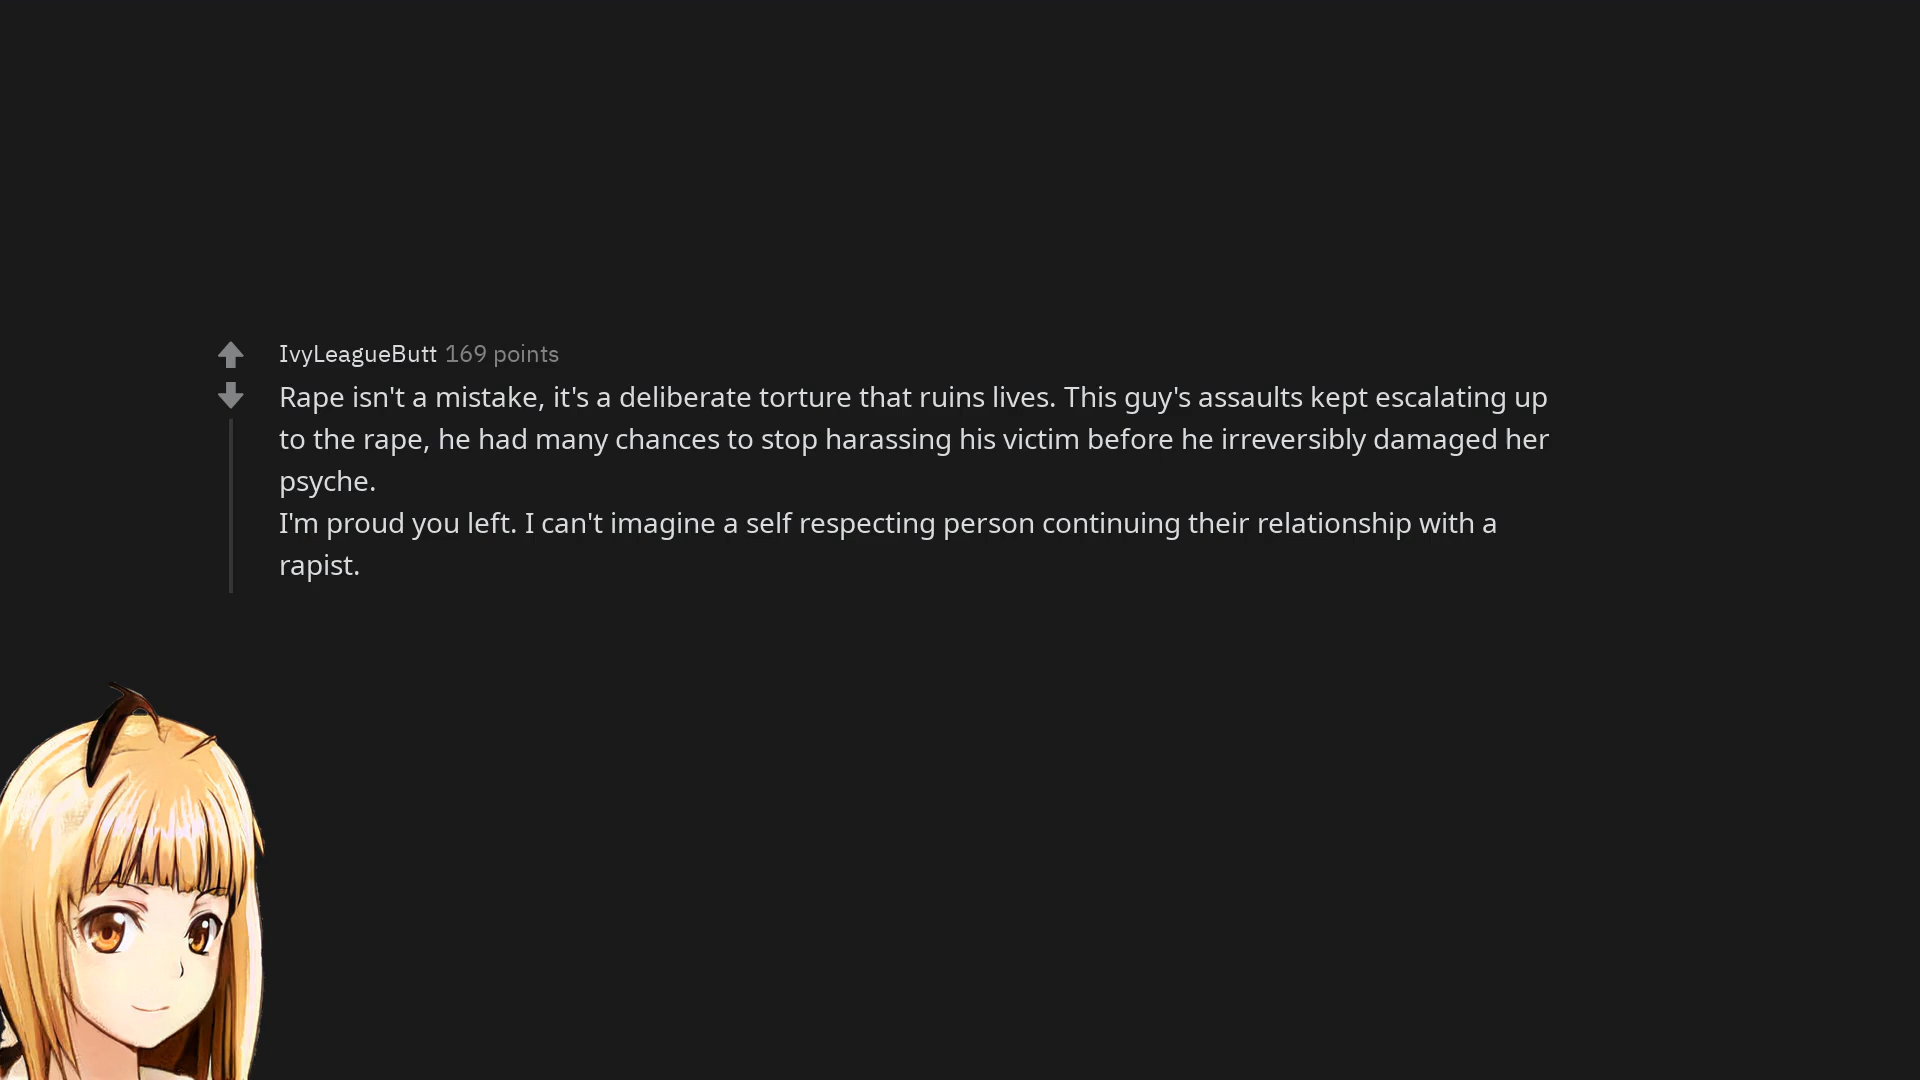 IvyLeagueButt 169 points
Rape isn't a mistake, it's a deliberate torture that ruins lives. This guy's assaults kept escalating up
to the rape, he had many chances to stop harassing his victim before he irreversibly damaged her
psyche.
I'm proud you left. I can't imagine a self respecting person continuing their relationship with a
rapist.